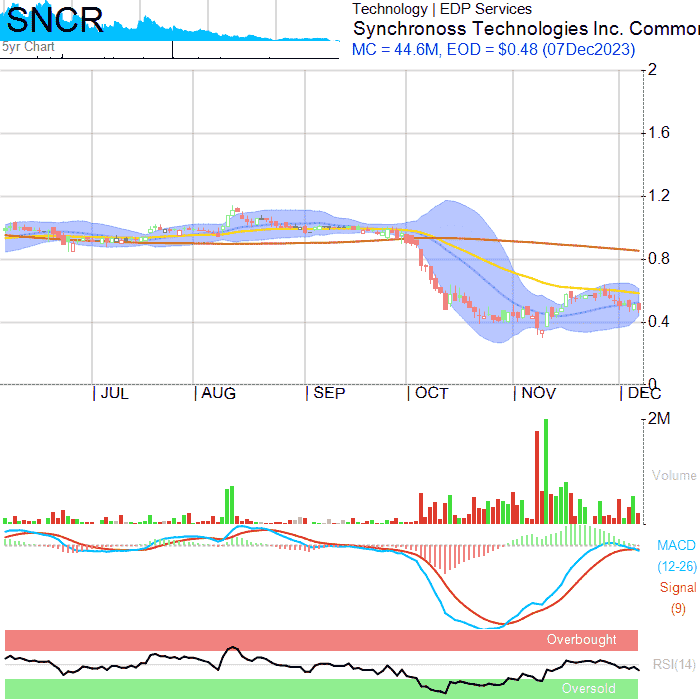 SNCR
5yr Chart
Technology | EDP Services
Synchronoss Technologies Inc. Common
MC = 44.6M, EOD = $0.48 (07Dec2023)
2
1.6
1.2
0.8
0.4
0
JUL
AUG
SEP
OCT
NOV
DEC
2M
Volume
MACD
(12-26)
Signal
(9)
Overbought
RSI(14)
Oversold